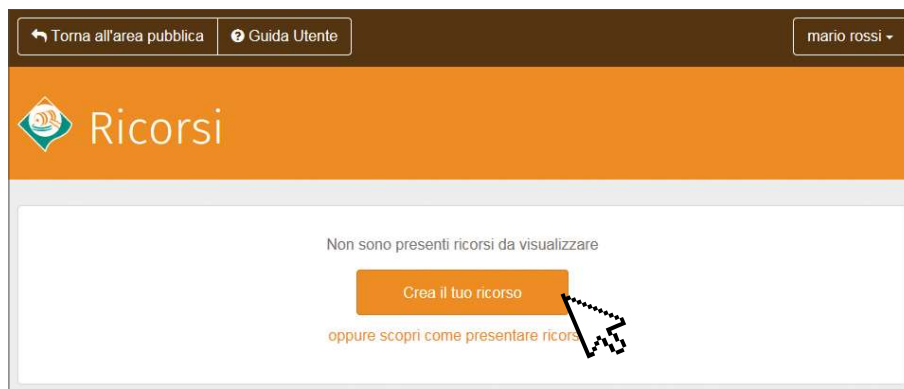 Torna all'area pubblica Guida Utente mario rossi
Ricorsi
Non sono presenti ricorsi da visualizzare
Crea il tuo ricorso
oppure scopri come presentare ricors